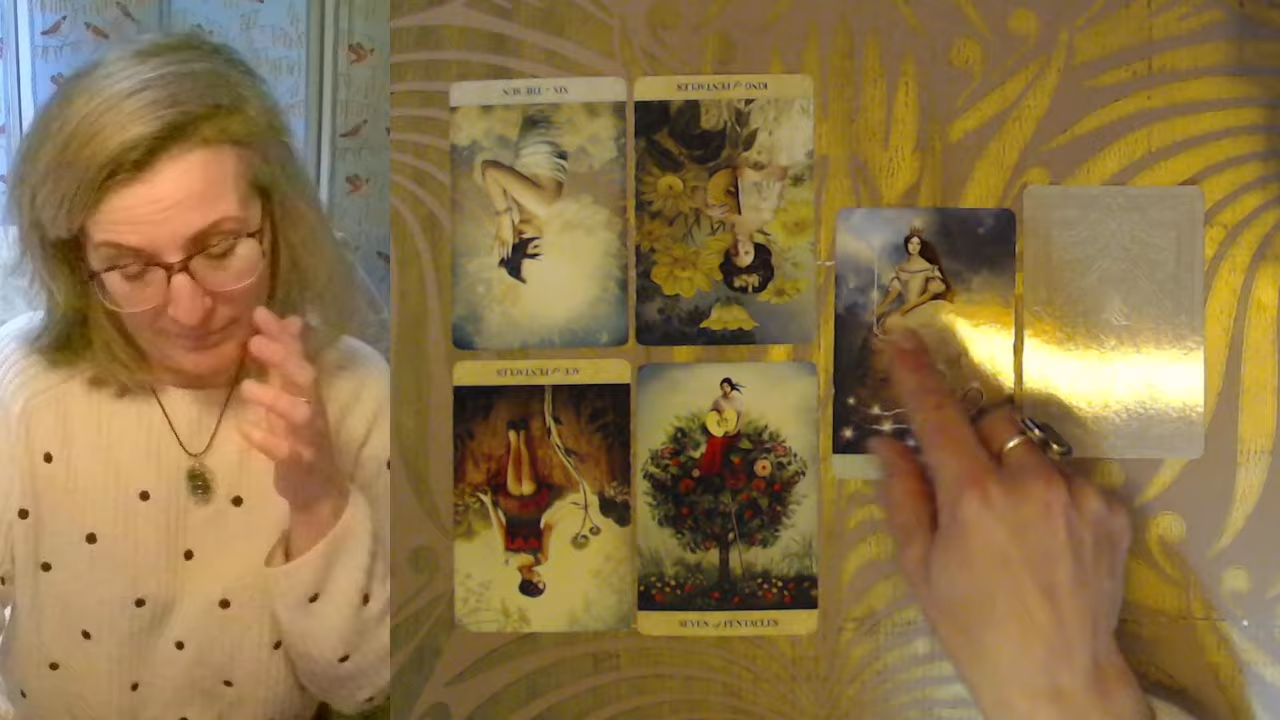 XIX • THE SUN
KING of PENTACLES
ACE of PENTACLES
SEVEN of PENTACLES